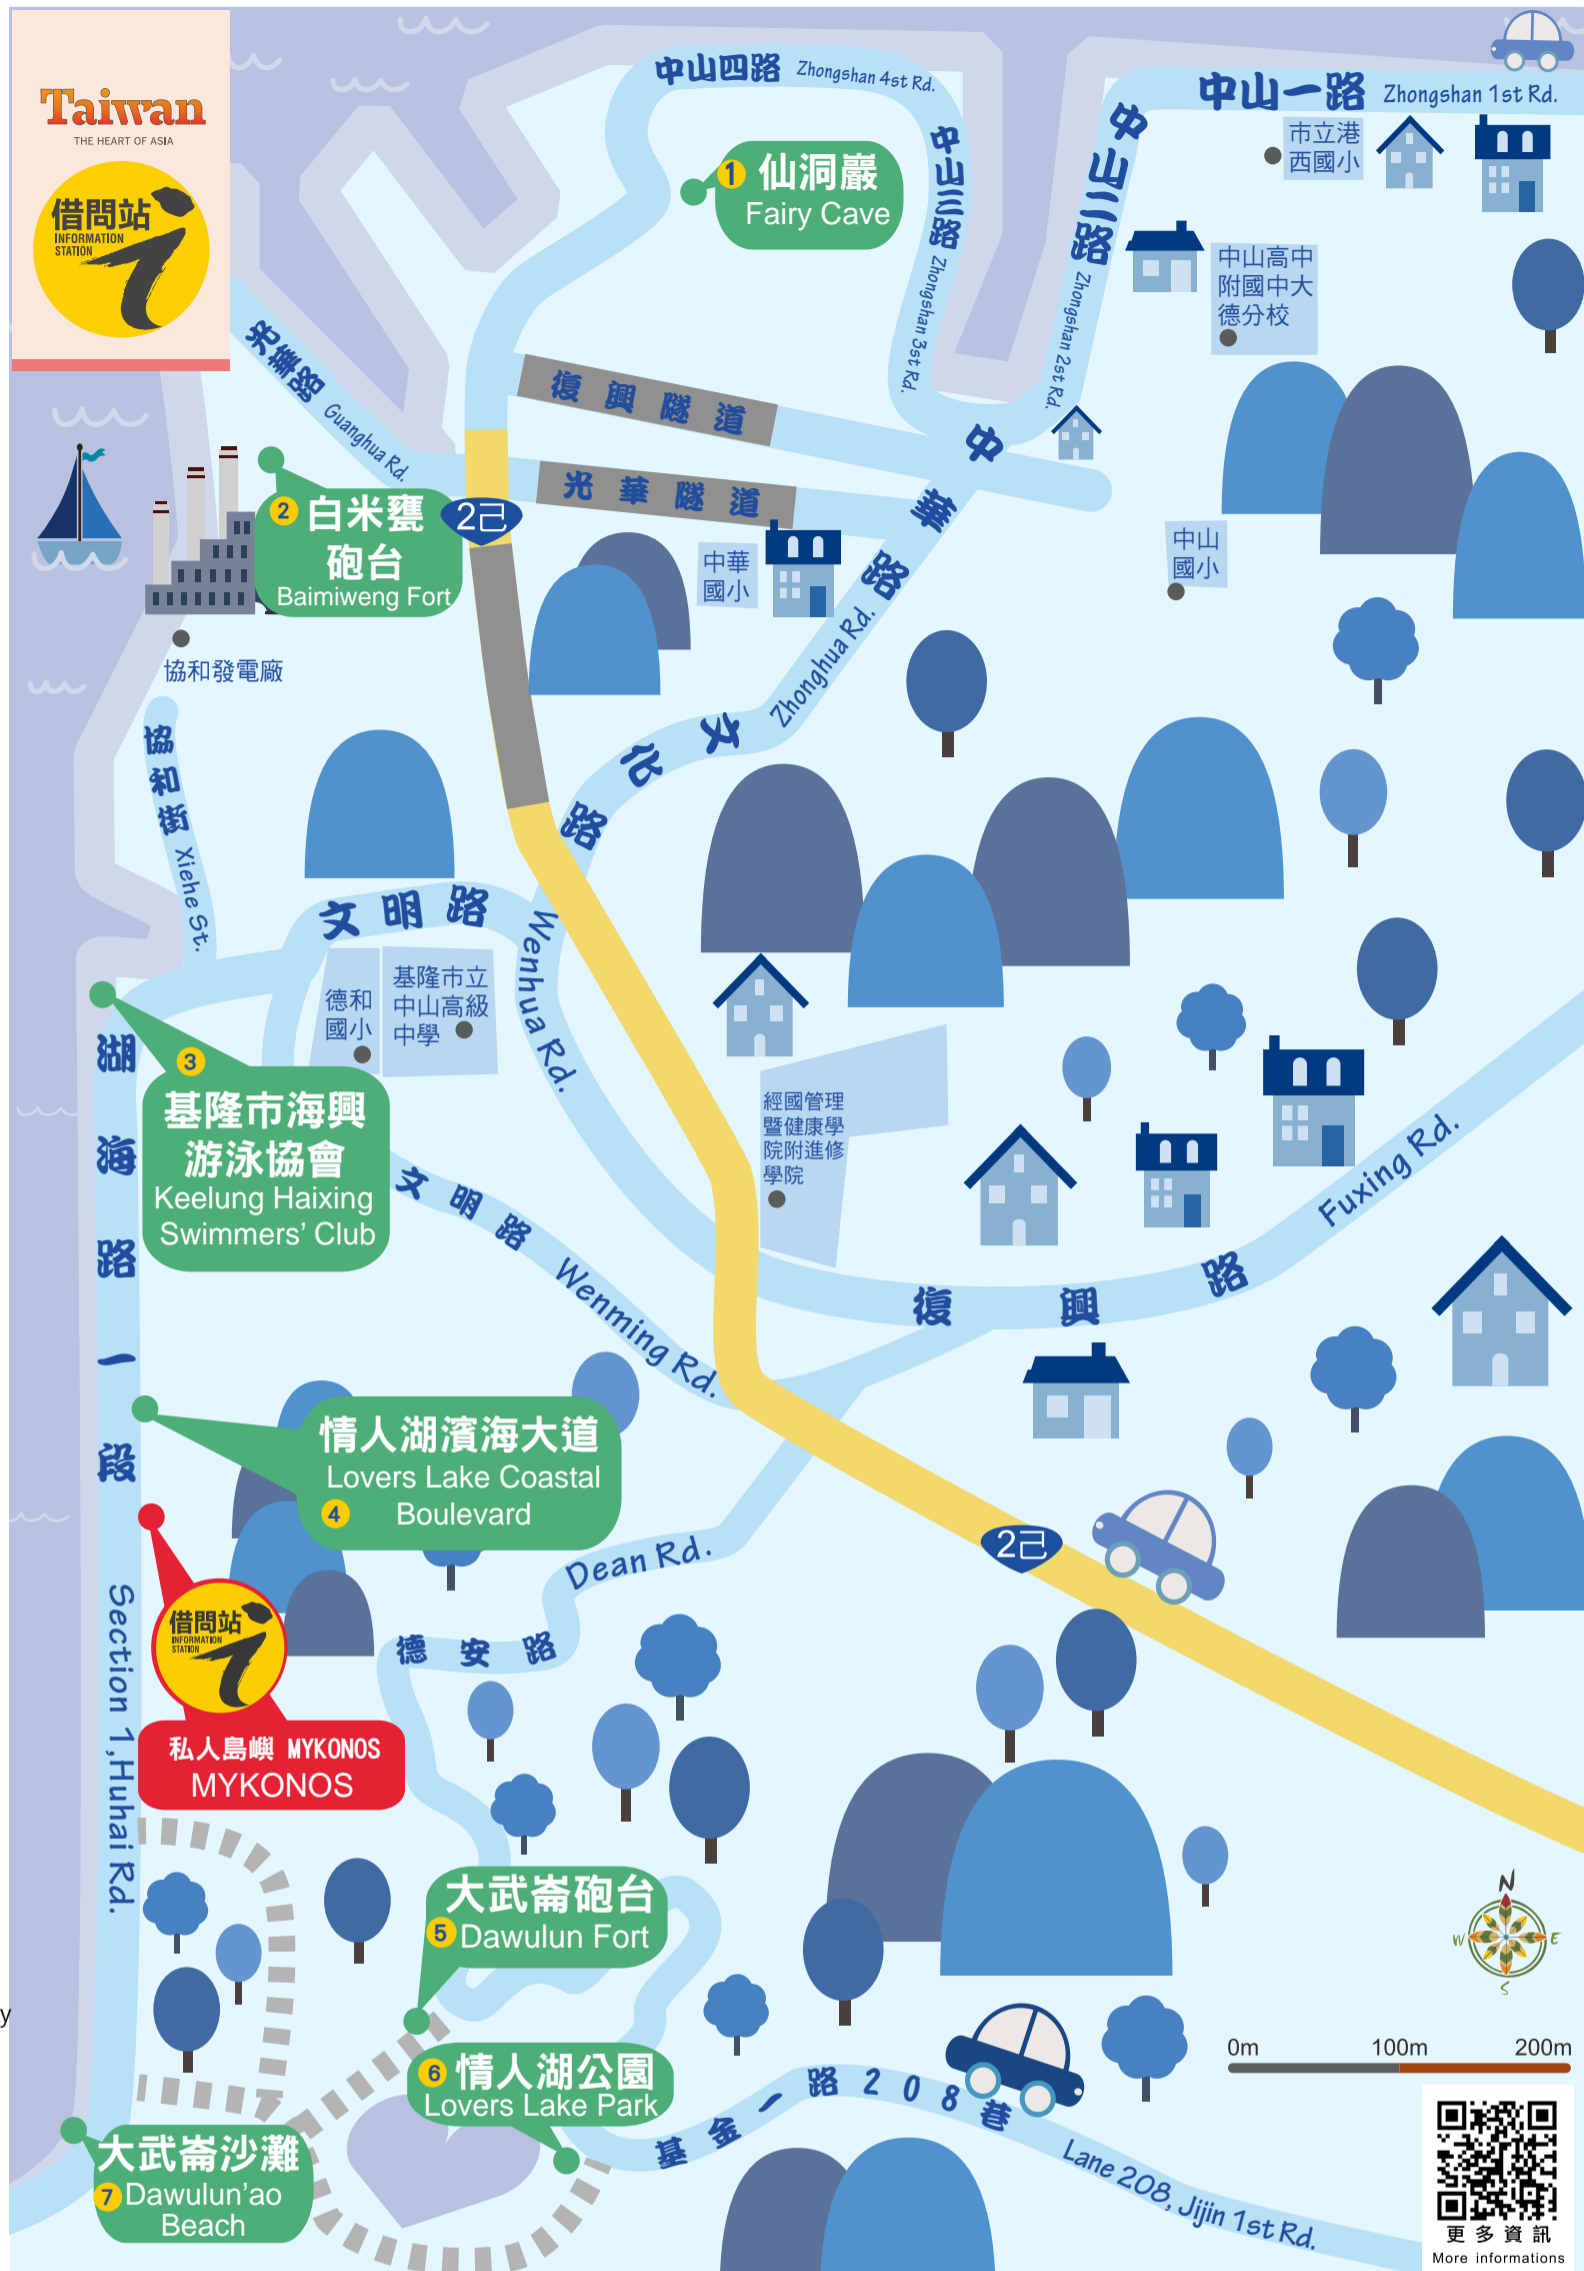 Taiwan
THE HEART OF ASIA
借問站
INFORMATION
STATION
中山四路 Zhongshan 4st Rd.
中山一路 Zhongshan 1st Rd.
市立港
西國小
1 仙洞巖
Fairy Cave
中山三路 Zhongshan 3st Rd.
中山二路 Zhongshan 2st Rd.
中山高中
附國中大
德分校
光華路 Guanghua Rd.
復興隧道
光華隧道
2 白米甕
砲台
Baimiweng Fort
2己
中華
國小
中華路 Zhonghua Rd.
中山
國小
協和發電廠
協和街 Xiehe St.
文化路
Wenhua Rd.
文明路
德和
國小
基隆市立
中山高級
中學
3
基隆市海興
游泳協會
Keelung Haixing
Swimmers' Club
經國管理
暨健康學
院附進修
學院
文明路 Wenming Rd.
復興路 Fuxing Rd.
湖海路一段
Section 1,Huhai Rd.
情人湖濱海大道
Lovers Lake Coastal
4 Boulevard
2己
Dean Rd.
德安路
借問站
INFORMATION
STATION
私人島嶼 MYKONOS
MYKONOS
大武崙砲台
5 Dawulun Fort
6 情人湖公園
Lovers Lake Park
大武崙沙灘
7 Dawulun'ao
Beach
基金一路208巷
Lane 208, Jijin 1st Rd.
N
W
E
S
0m 100m 200m
更多資訊
More informations
y